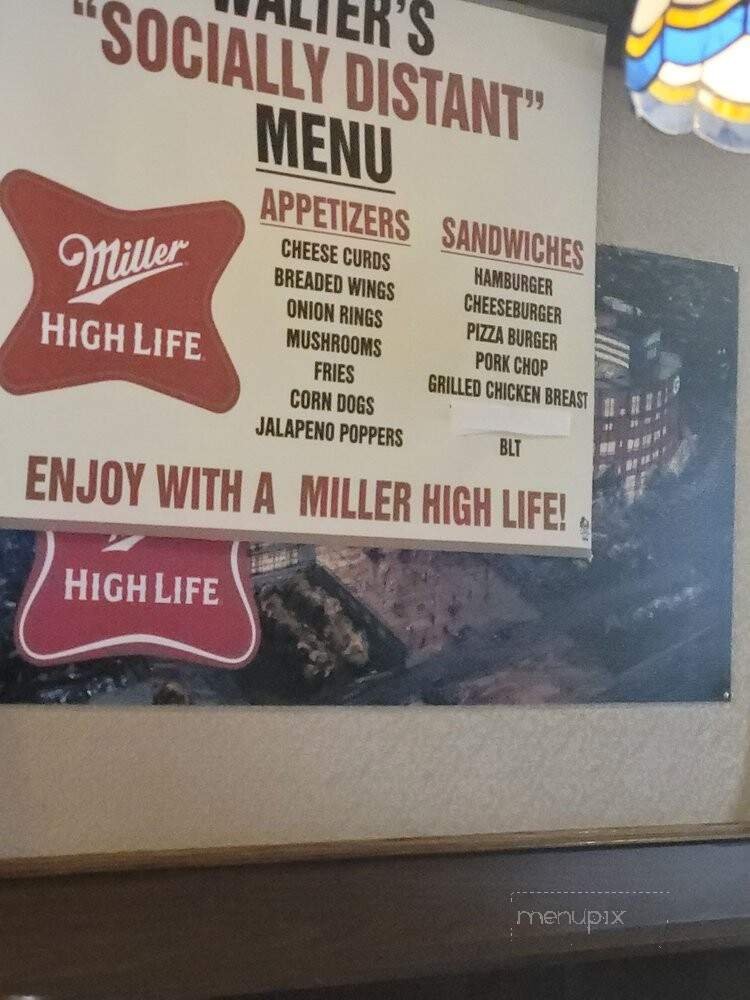 WALTER'S
"SOCIALLY DISTANT"
MENU
APPETIZERS
CHEESE CURDS
BREADED WINGS
ONION RINGS
MUSHROOMS
FRIES
CORN DOGS
JALAPENO POPPERS
SANDWICHES
HAMBURGER
CHEESEBURGER
PIZZA BURGER
PORK CHOP
GRILLED CHICKEN BREAST
BLT
Miller
HIGH LIFE
ENJOY WITH A MILLER HIGH LIFE!
HIGH LIFE
menupix